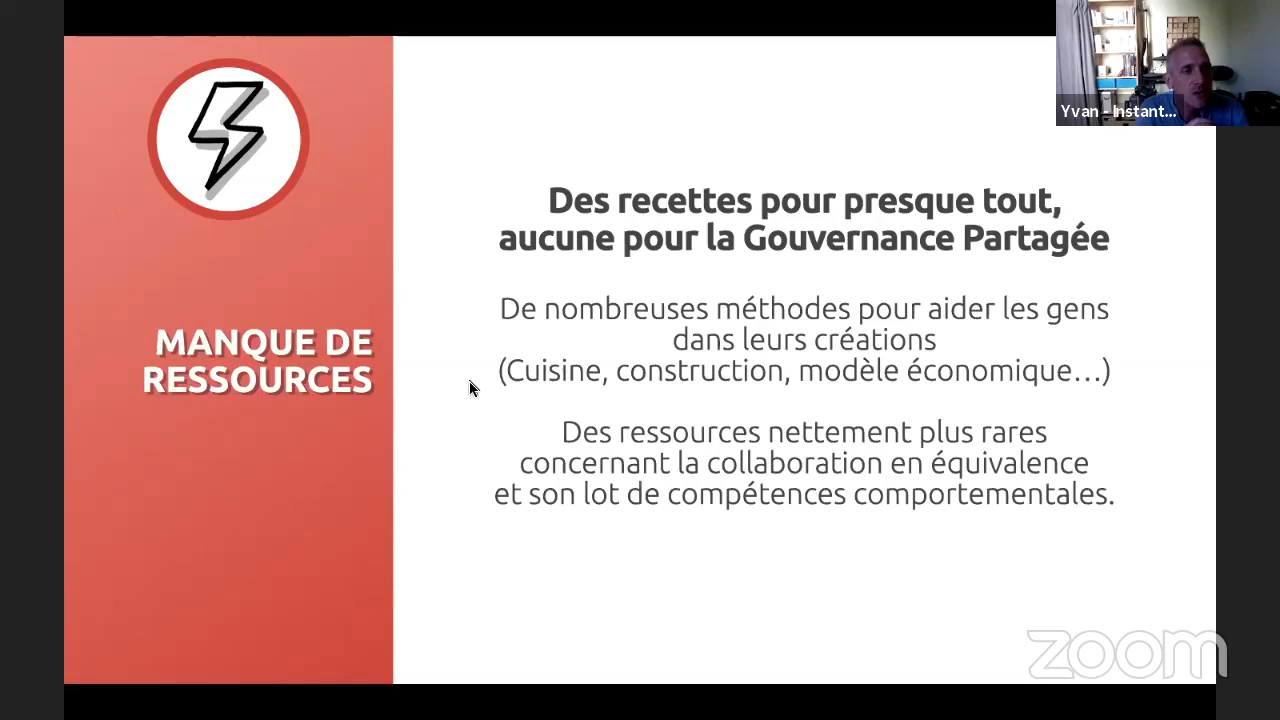 Yvan - Instant...
Des recettes pour presque tout,
aucune pour la Gouvernance Partagée
MANQUE DE
RESSOURCES
De nombreuses méthodes pour aider les gens
dans leurs créations
(Cuisine, construction, modèle économique...)
Des ressources nettement plus rares
concernant la collaboration en équivalence
et son lot de compétences comportementales.
zoom